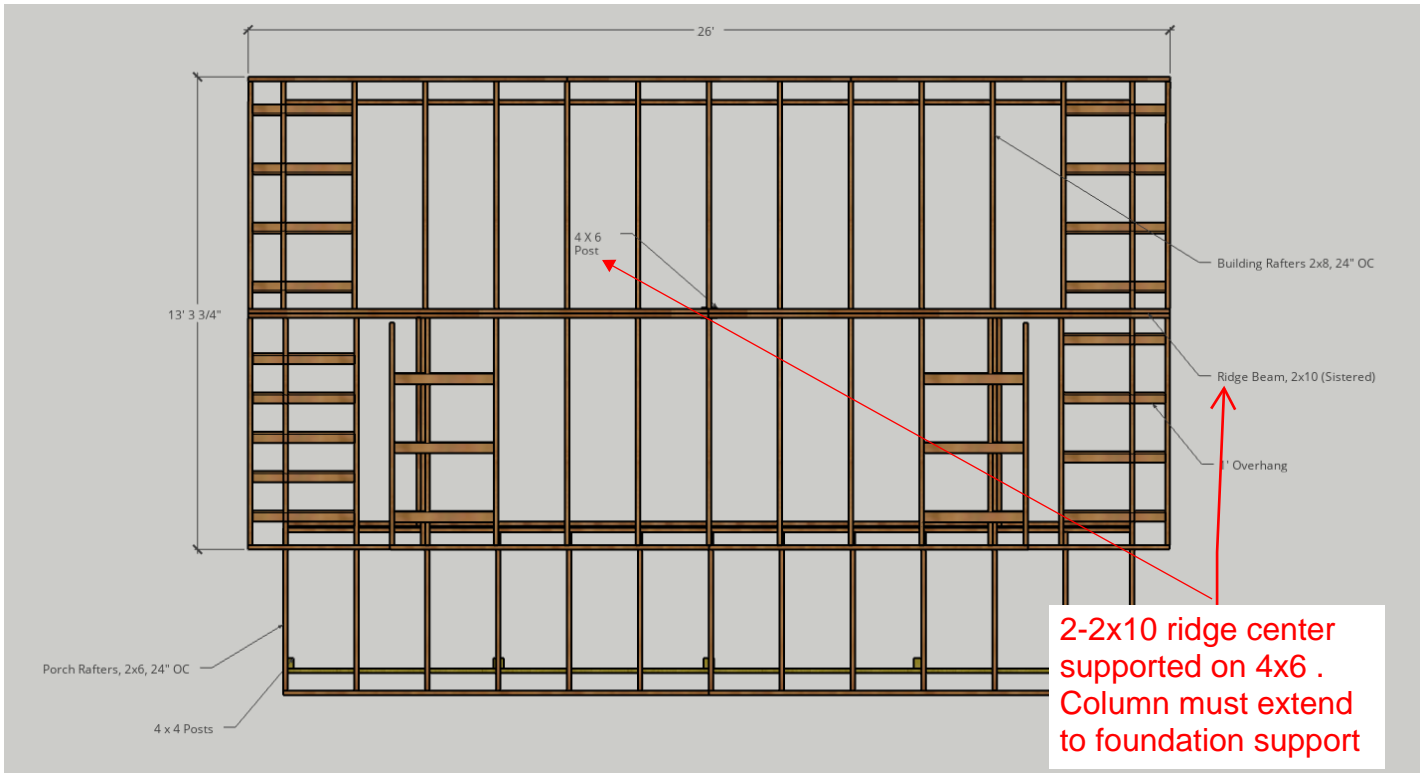 26'
4 X 6
Post
Building Rafters 2x8, 24" OC
13' 3 3/4"
Ridge Beam, 2x10 (Sistered)
1' Overhang
2-2x10 ridge center
supported on 4x6 .
Column must extend
to foundation support
Porch Rafters, 2x6, 24" OC
4 x 4 Posts